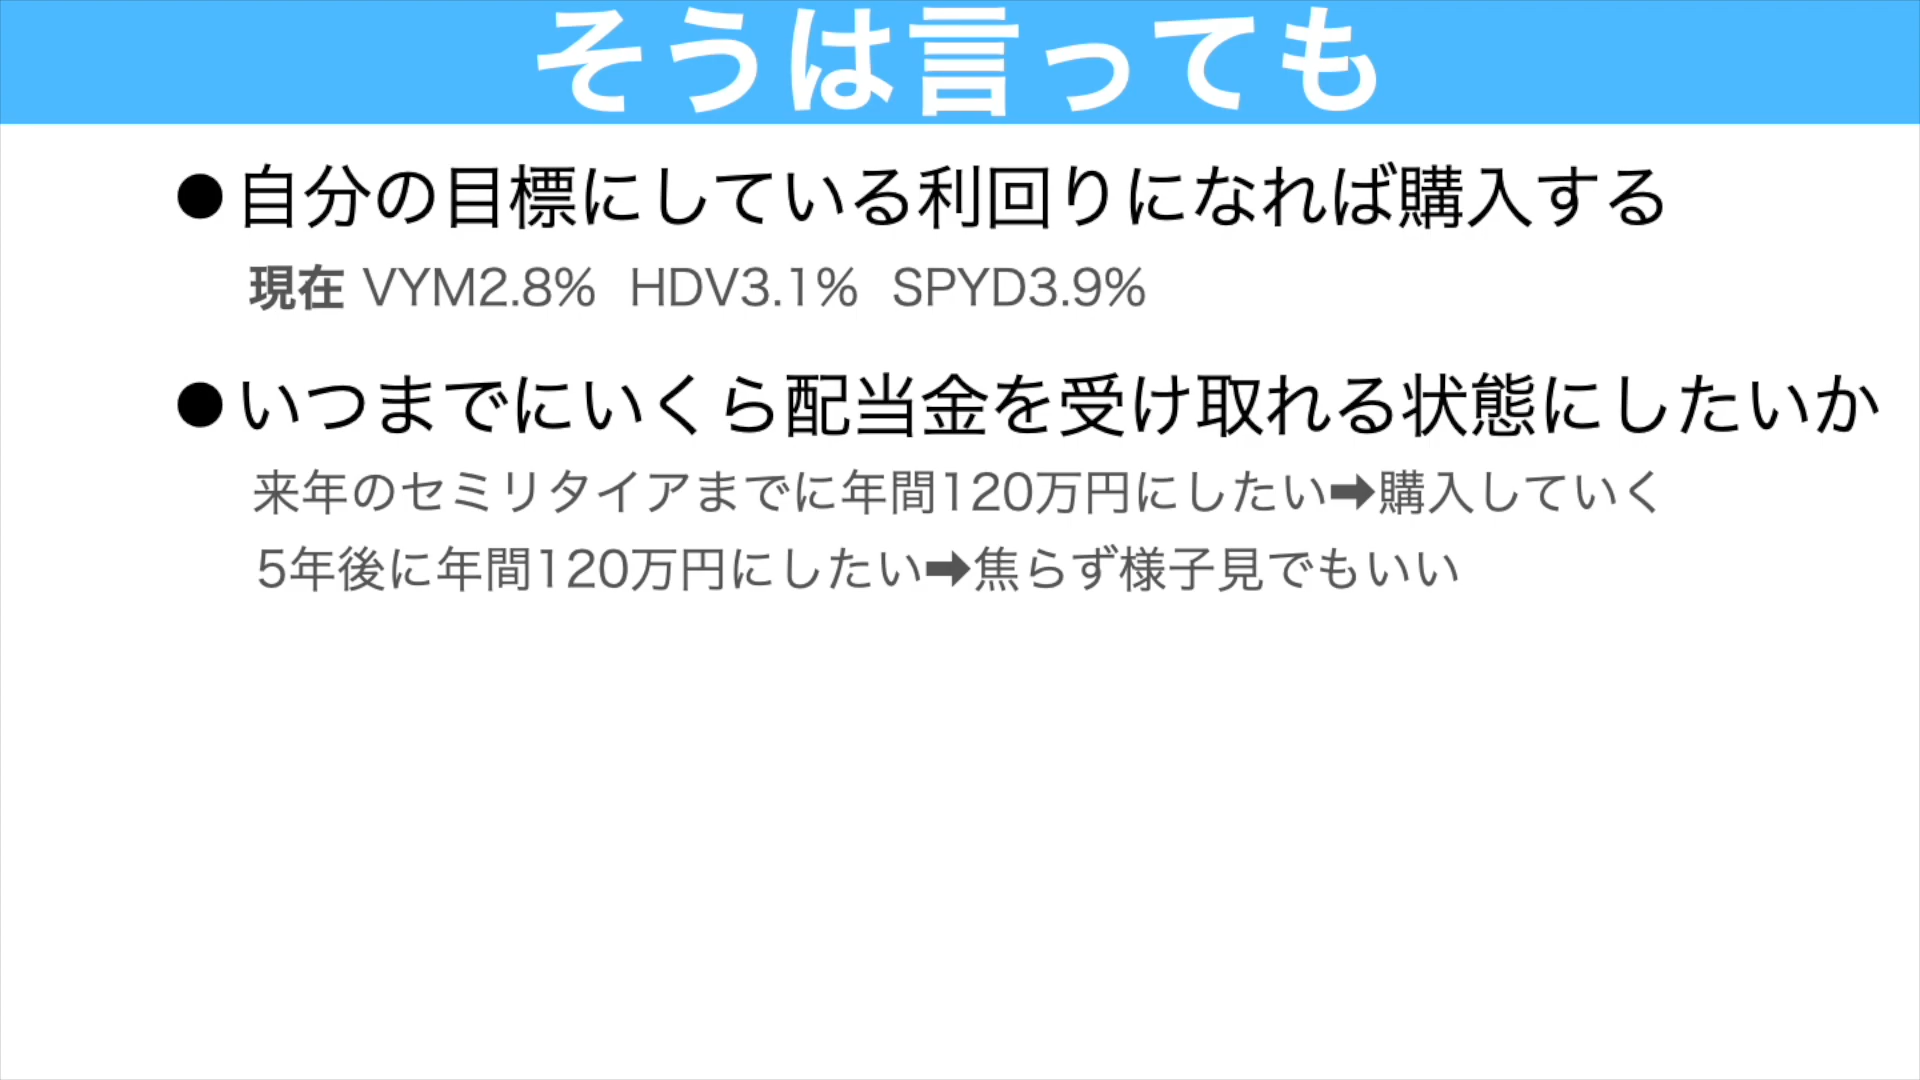 そうは言っても
●自分の目標にしている利回りになれば購入する
現在 VYM2.8% HDV3.1% SPYD3.9%
●いつまでにいくら配当金を受け取れる状態にしたいか
来年のセミリタイアまでに年間120万円にしたい➡購入していく
5年後に年間120万円にしたい➡焦らず様子見でもいい